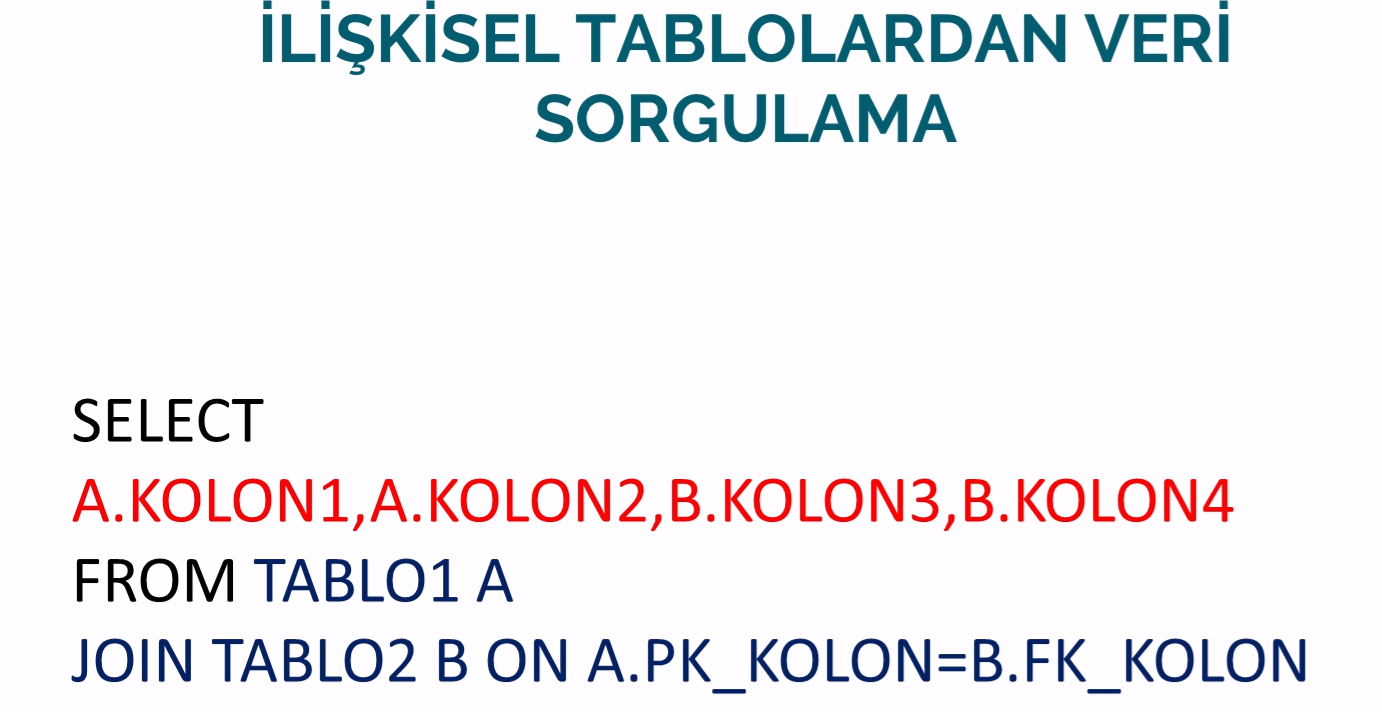 İLİŞKİSEL TABLOLARDAN VERİ
SORGULAMA
SELECT
A.KOLON1,A.KOLON2,B.KOLON3,B.KOLON4
FROM TABLO1 A
JOIN TABLO2 B ON A.PK_KOLON=B.FK_KOLON